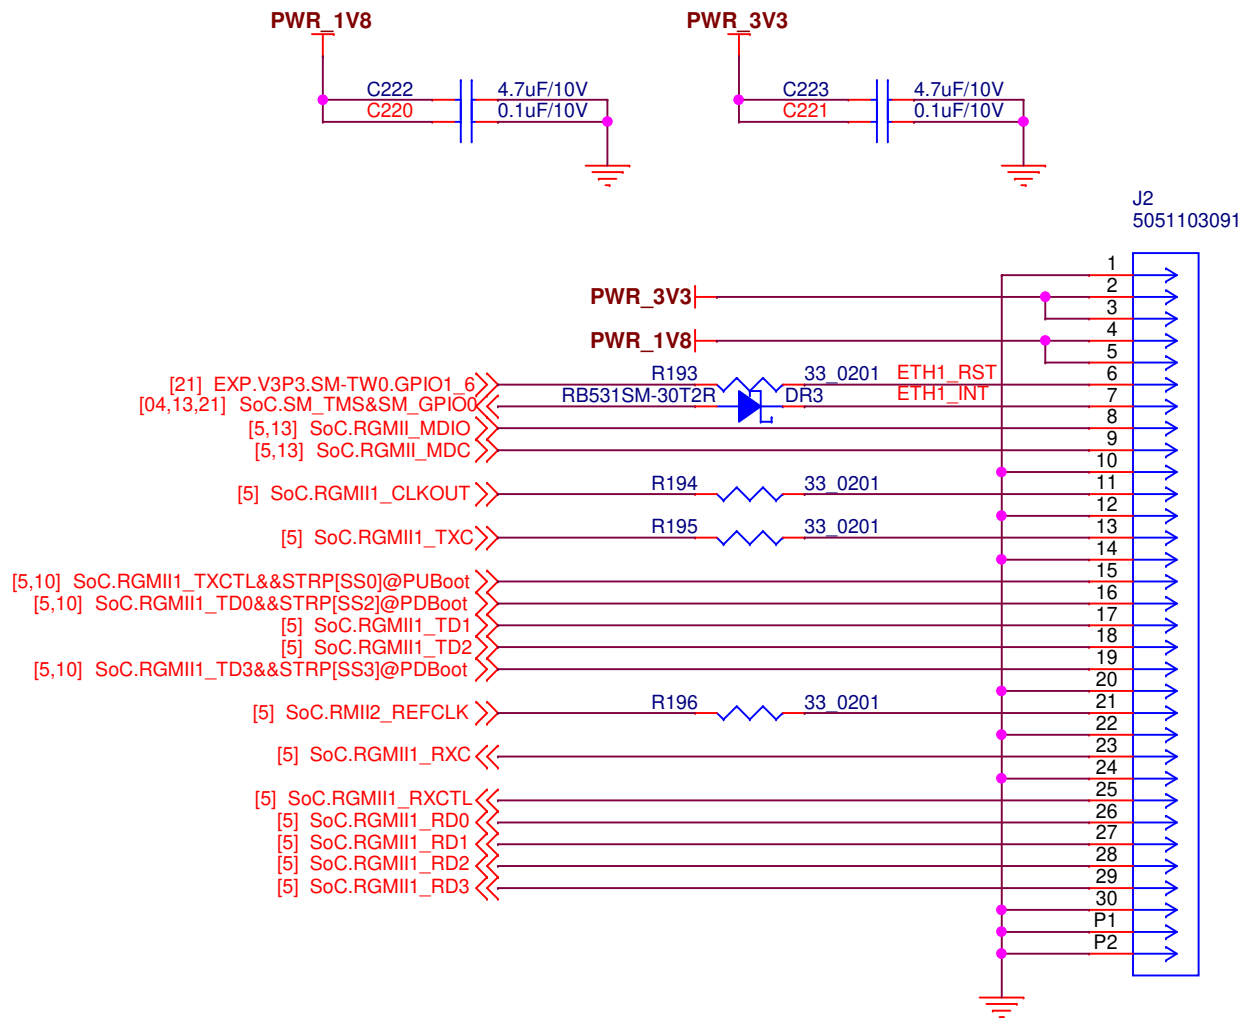 PWR_1V8 PWR_3V3
C222 4.7uF/10V C223 4.7uF/10V
C220 0.1uF/10V C221 0.1uF/10V
J2
5051103091
1
PWR_3V3 2
3
PWR_1V8 4
5
[21] EXP.V3P3.SM-TW0.GPIO1_6 R193 33_0201 ETH1_RST 6
[04,13,21] SoC.SM_TMS&SM_GPIO0 RB531SM-30T2R DR3 ETH1_INT 7
[5,13] SoC.RGMII_MDIO 8
[5,13] SoC.RGMII_MDC 9
10
[5] SoC.RGMII1_CLKOUT R194 33_0201 11
12
[5] SoC.RGMII1_TXC R195 33_0201 13
14
[5,10] SoC.RGMII1_TXCTL&&STRP[SS0]@PUBoot 15
[5,10] SoC.RGMII1_TD0&&STRP[SS2]@PDBoot 16
[5] SoC.RGMII1_TD1 17
[5] SoC.RGMII1_TD2 18
[5,10] SoC.RGMII1_TD3&&STRP[SS3]@PDBoot 19
20
[5] SoC.RMII2_REFCLK R196 33_0201 21
22
[5] SoC.RGMII1_RXC 23
24
[5] SoC.RGMII1_RXCTL 25
[5] SoC.RGMII1_RD0 26
[5] SoC.RGMII1_RD1 27
[5] SoC.RGMII1_RD2 28
[5] SoC.RGMII1_RD3 29
30
P1
P2